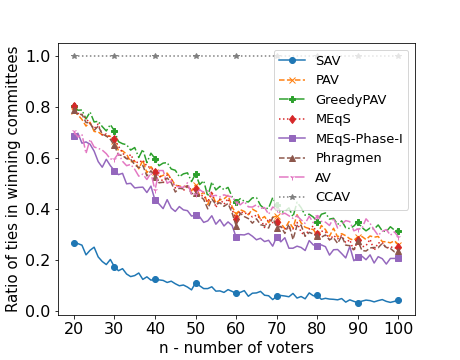 Ratio of ties in winning committees
1.0
0.8
0.6
0.4
0.2
0.0
SAV
PAV
GreedyPAV
MEqS
MEqS-Phase-I
Phragmen
AV
CCAV
20 30 40 50 60 70 80 90 100
n - number of voters